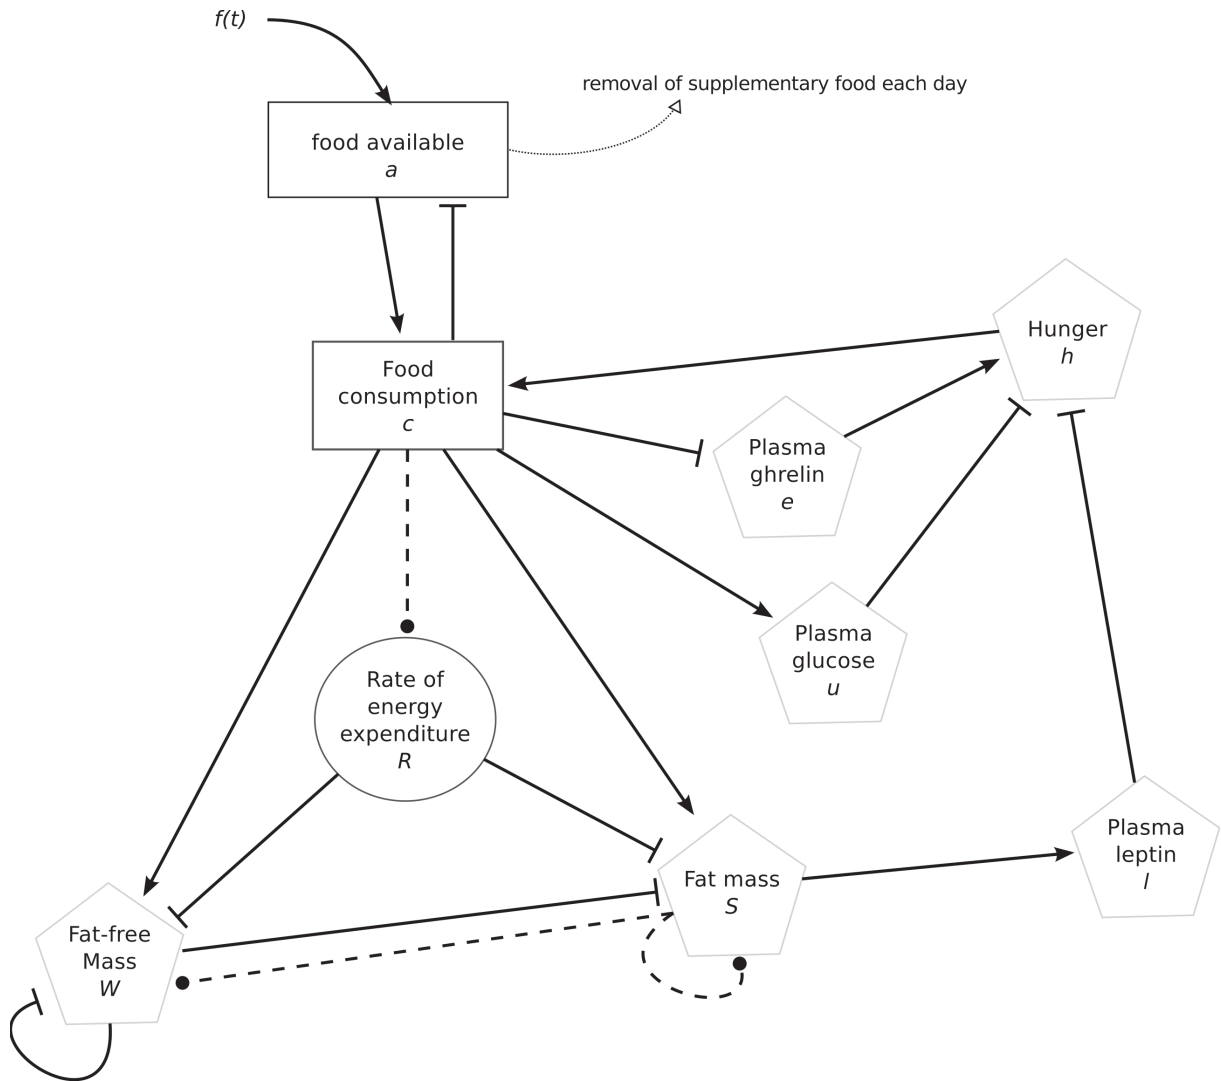 f(t)
removal of supplementary food each day
food available
a
Hunger
h
Food
consumption
c
Plasma
ghrelin
e
Plasma
glucose
u
Rate of
energy
expenditure
R
Plasma
leptin
l
Fat mass
S
Fat-free
Mass
W